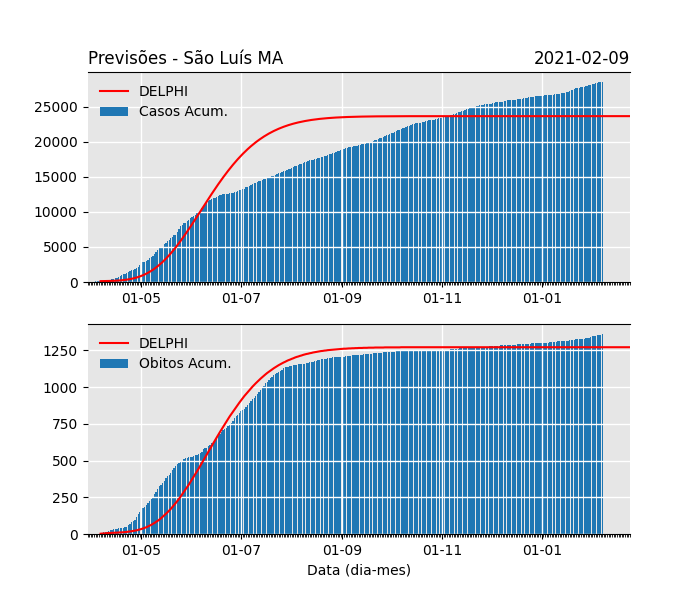 Previsões - São Luís MA 2021-02-09
DELPHI
Casos Acum.
25000
20000
15000
10000
5000
0
01-05 01-07 01-09 01-11 01-01
DELPHI
Obitos Acum.
1250
1000
750
500
250
0
01-05 01-07 01-09 01-11 01-01
Data (dia-mes)